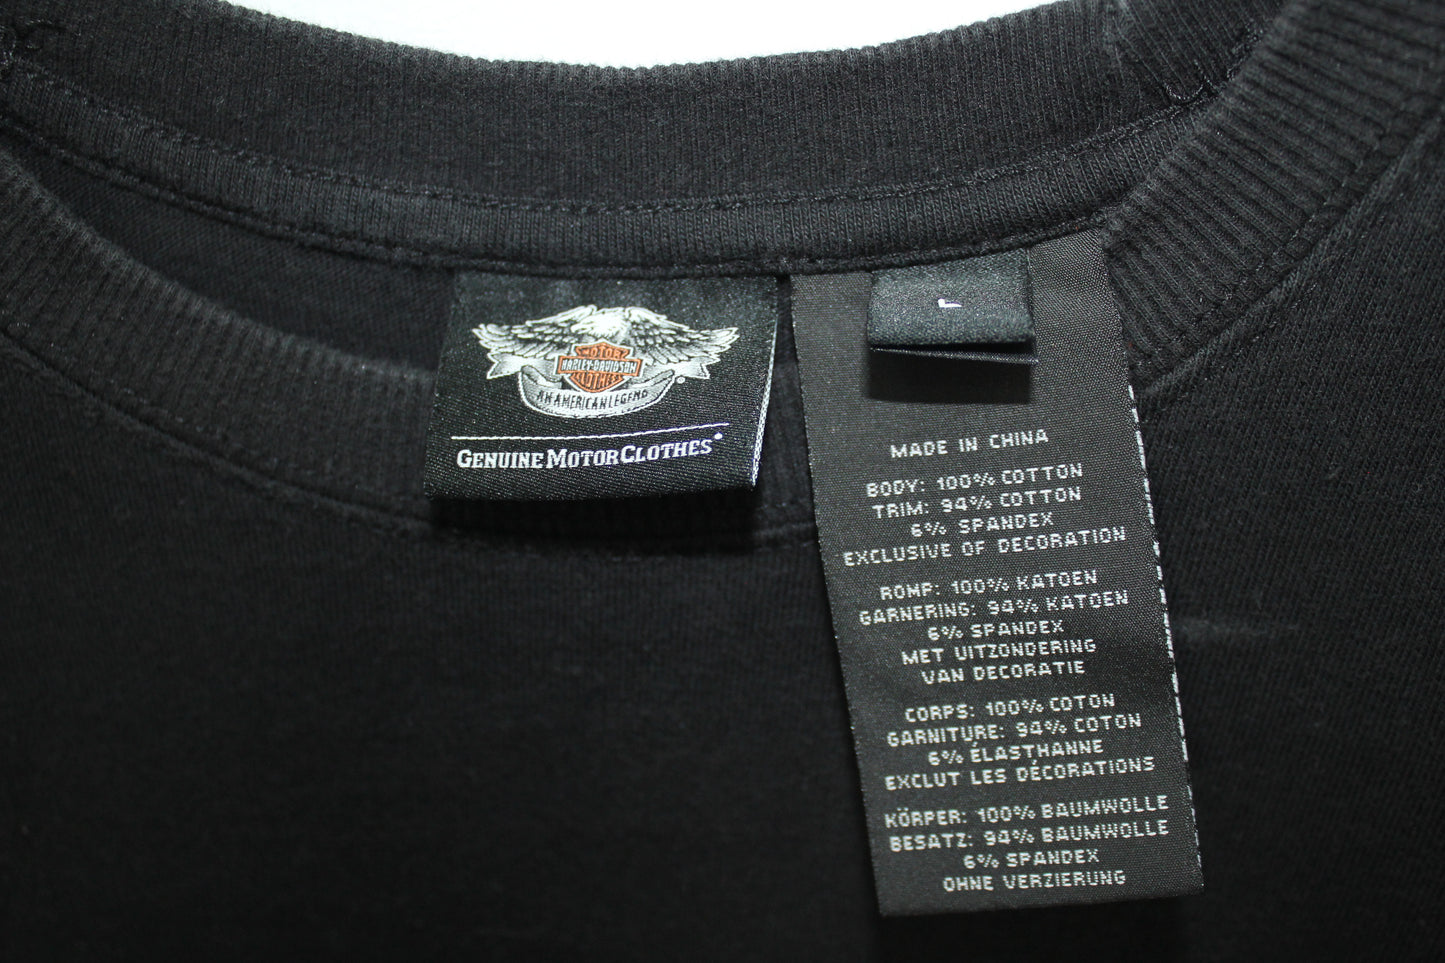 MOTOR
HARLEY-DAVIDSON
CLOTHES
AN AMERICAN LEGEND
®
GENUINE MOTORCLOTHES®
L
MADE IN CHINA
BODY: 100% COTTON
TRIM: 94% COTTON
6% SPANDEX
EXCLUSIVE OF DECORATION
ROMP: 100% KATOEN
GARNERING: 94% KATOEN
6% SPANDEX
MET UITZONDERING
VAN DECORATIE
CORPS: 100% COTON
GARNITURE: 94% COTON
6% ÉLASTHANNE
EXCLUT LES DÉCORATIONS
KÖRPER: 100% BAUMWOLLE
BESATZ: 94% BAUMWOLLE
6% SPANDEX
OHNE VERZIERUNG